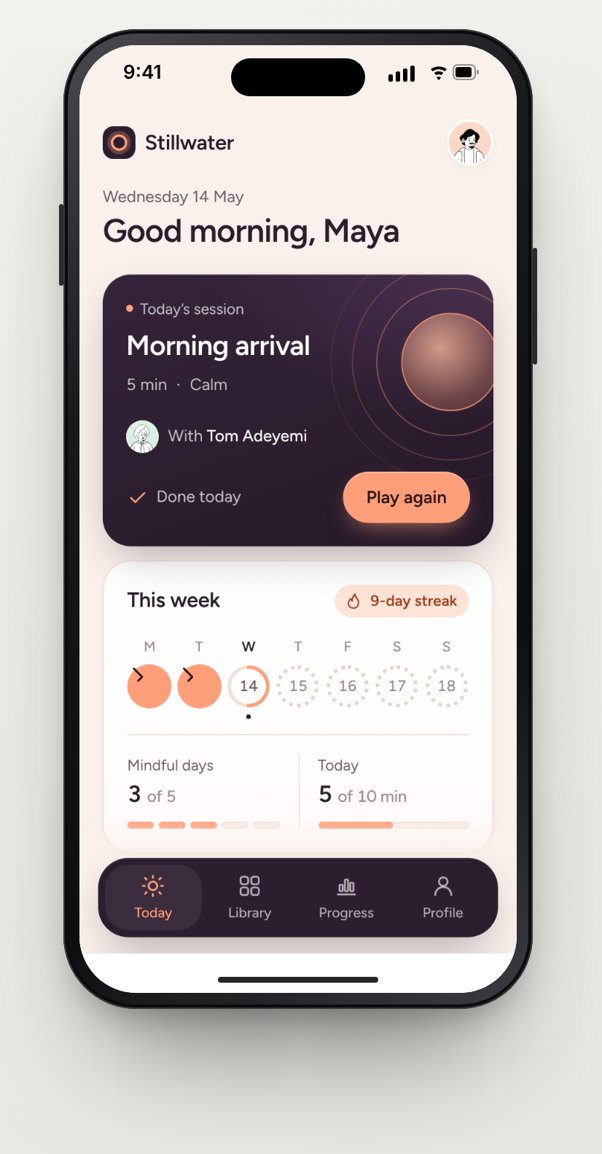 9:41
Stillwater
Wednesday 14 May
Good morning, Maya
Today's session
Morning arrival
5 min · Calm
With Tom Adeyemi
Done today
Play again
This week
9-day streak
M T W T F S S
14 15 16 17 18
Mindful days
3 of 5
Today
5 of 10 min
Today Library Progress Profile